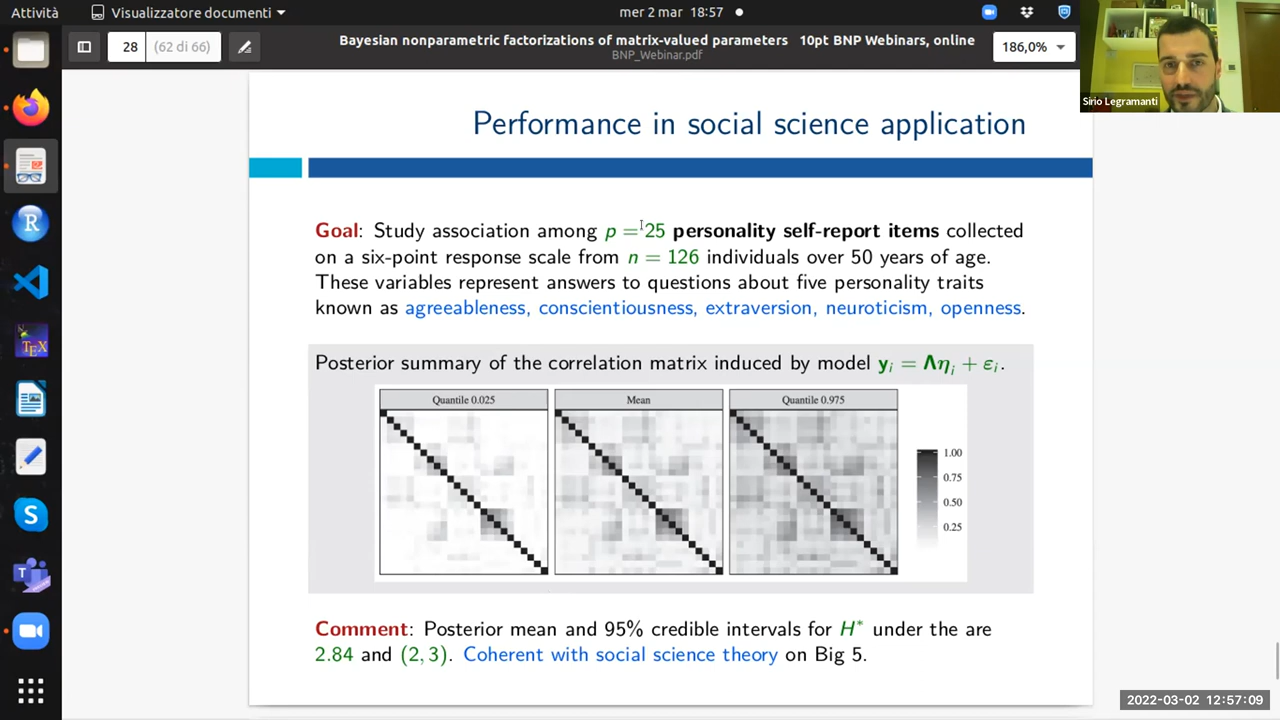 Attività
Visualizzatore documenti
mer 2 mar 18:57
28
(62 di 66)
Bayesian nonparametric factorizations of matrix-valued parameters 10pt BNP Webinars, online
BNP_Webinar.pdf
186,0%
Sirio Legramanti
Performance in social science application
Goal: Study association among p = 25 personality self-report items collected
on a six-point response scale from n = 126 individuals over 50 years of age.
These variables represent answers to questions about five personality traits
known as agreeableness, conscientiousness, extraversion, neuroticism, openness.
Posterior summary of the correlation matrix induced by model yᵢ = Ληᵢ + εᵢ.
Quantile 0.025
Mean
Quantile 0.975
1.00
0.75
0.50
0.25
Comment: Posterior mean and 95% credible intervals for H* under the are
2.84 and (2, 3). Coherent with social science theory on Big 5.
R
TEX
S
T
2022-03-02 12:57:09